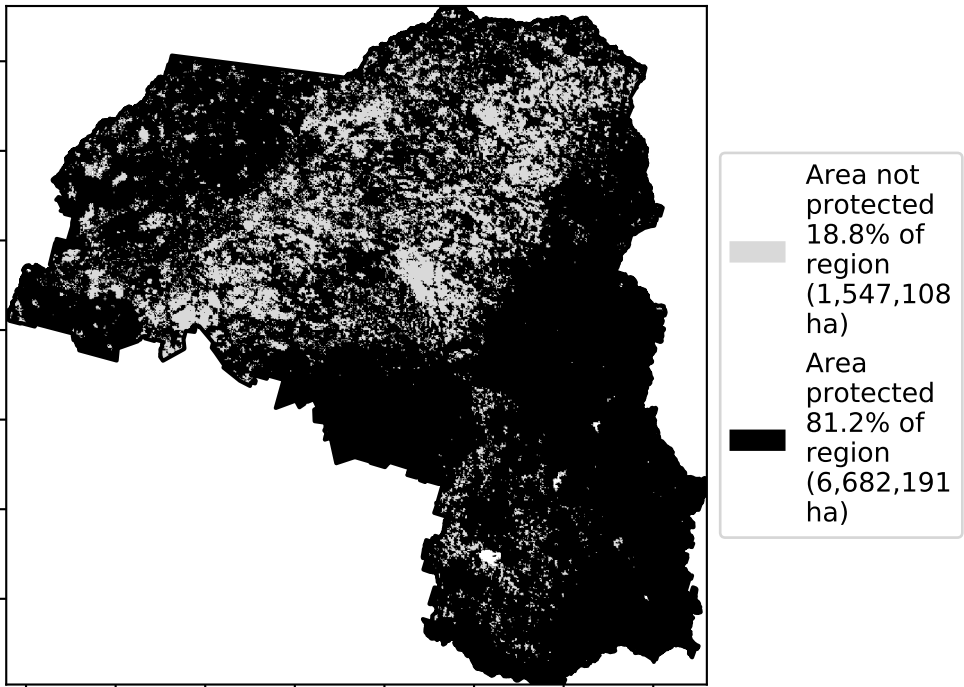 Area not
protected
18.8% of
region
(1,547,108
ha)
Area
protected
81.2% of
region
(6,682,191
ha)